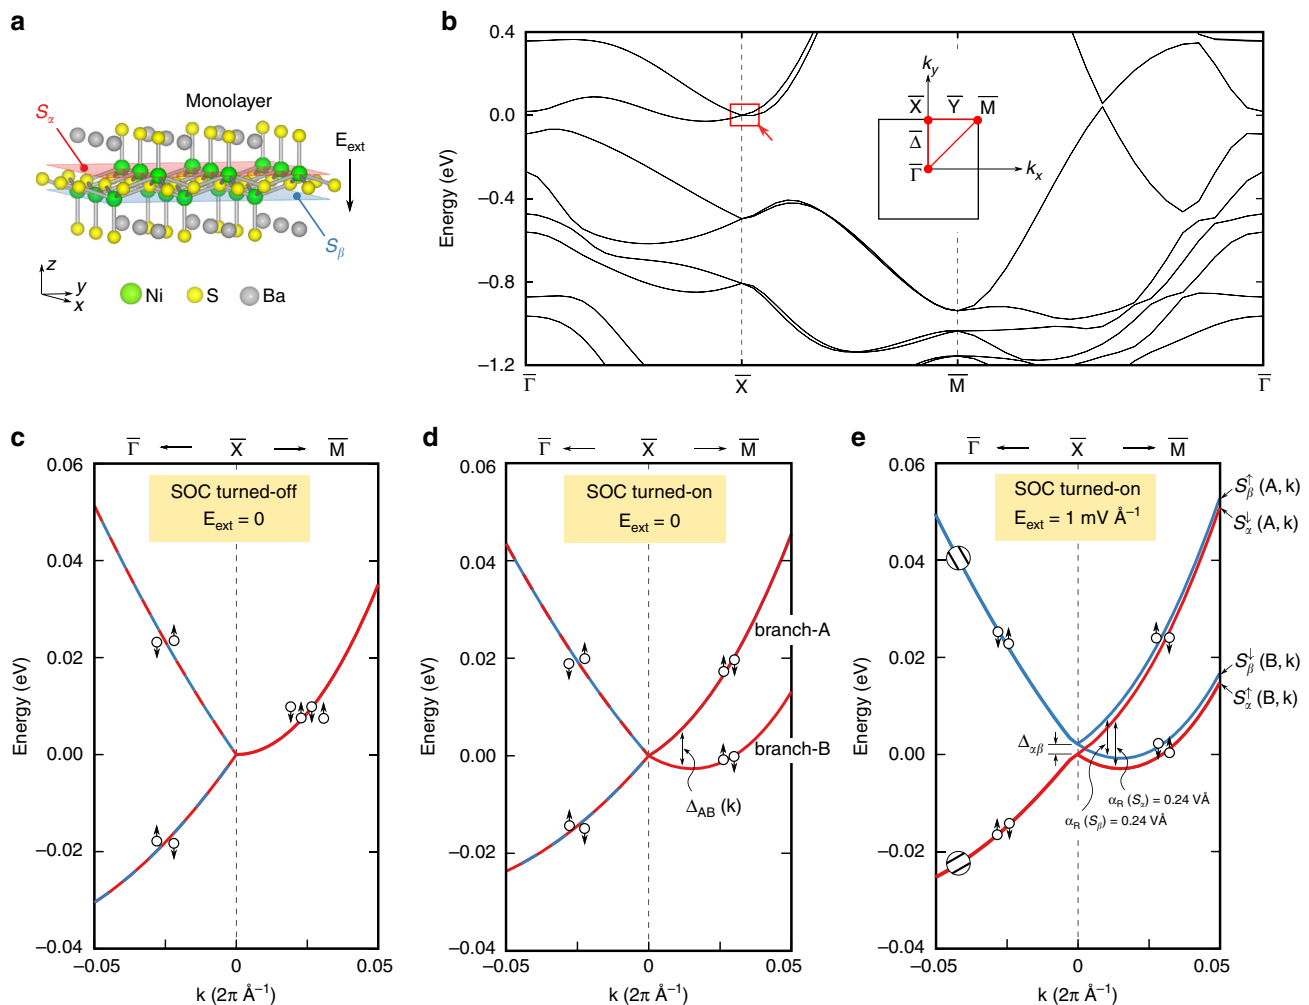 a
Monolayer
Sα
Eext
Sβ
z
y
x
Ni
S
Ba
b
Energy (eV)
0.4
0.0
−0.4
−0.8
−1.2
ky
X̅ Y̅ M̅
Δ̅
Γ̅
kx
Γ̅ X̅ M̅ Γ̅
c
Γ̅ ← X̅ → M̅
SOC turned-off
Eext = 0
Energy (eV)
0.06
0.04
0.02
0.00
−0.02
−0.04
−0.05 0 0.05
k (2π Å⁻¹)
d
Γ̅ ← X̅ → M̅
SOC turned-on
Eext = 0
branch-A
branch-B
ΔAB (k)
Energy (eV)
0.06
0.04
0.02
0.00
−0.02
−0.04
−0.05 0 0.05
k (2π Å⁻¹)
e
Γ̅ ← X̅ → M̅
SOC turned-on
Eext = 1 mV Å⁻¹
Sβ↑ (A, k)
Sα↓ (A, k)
Sβ↓ (B, k)
Sα↑ (B, k)
Δαβ
αR (Sα) = 0.24 VÅ
αR (Sβ) = 0.24 VÅ
Energy (eV)
0.06
0.04
0.02
0.00
−0.02
−0.04
−0.05 0 0.05
k (2π Å⁻¹)